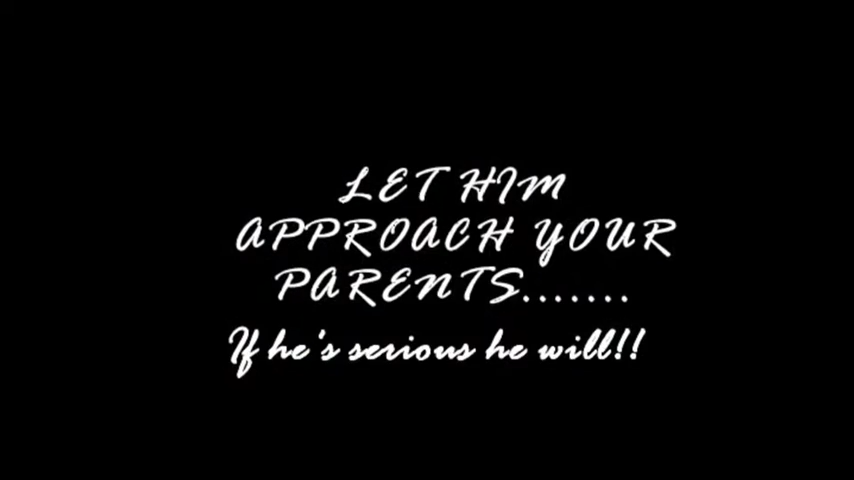 LET HIM
APPROACH YOUR
PARENTS.......
If he's serious he will!!